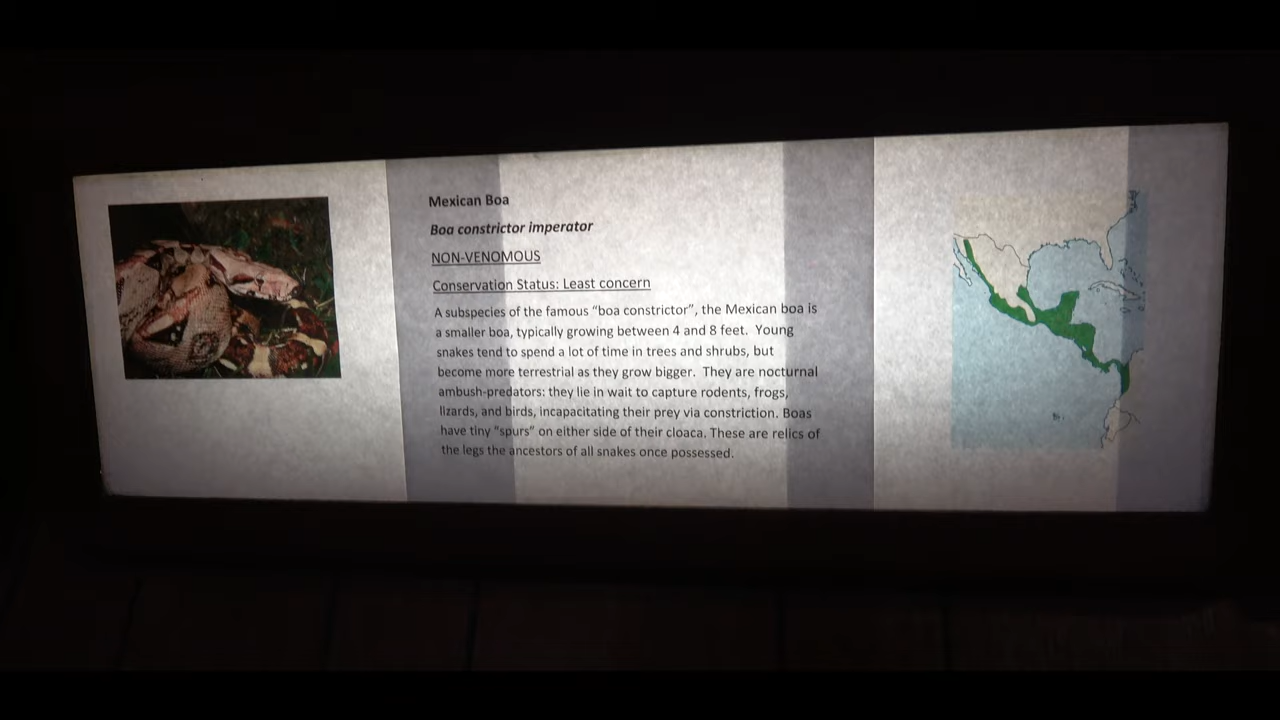 Mexican Boa
Boa constrictor imperator
NON-VENOMOUS
Conservation Status: Least concern
A subspecies of the famous “boa constrictor”, the Mexican boa is
a smaller boa, typically growing between 4 and 8 feet.  Young
snakes tend to spend a lot of time in trees and shrubs, but
become more terrestrial as they grow bigger.  They are nocturnal
ambush-predators: they lie in wait to capture rodents, frogs,
lizards, and birds, incapacitating their prey via constriction. Boas
have tiny “spurs” on either side of their cloaca. These are relics of
the legs the ancestors of all snakes once possessed.